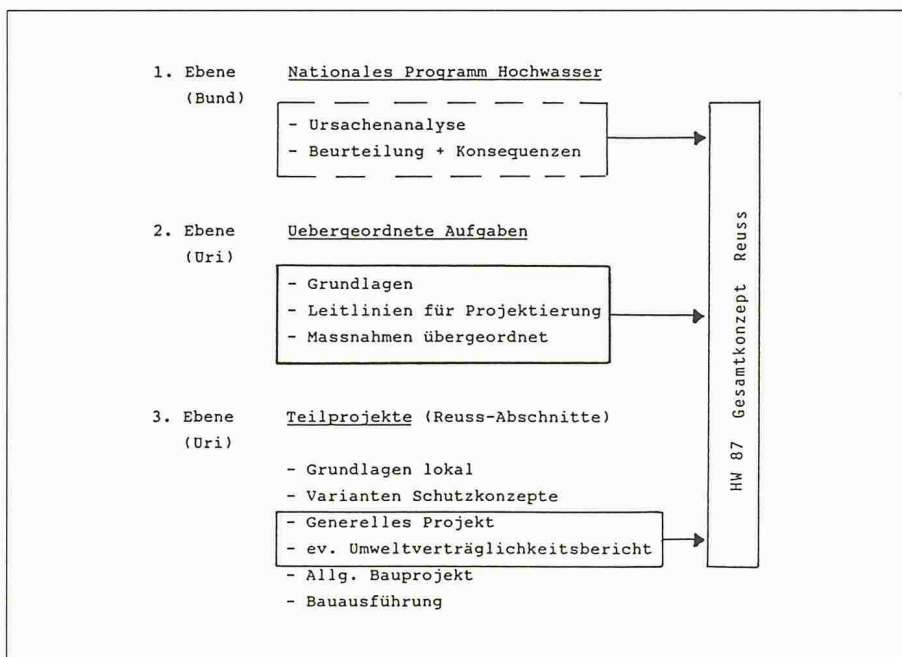 1. Ebene Nationales Programm Hochwasser
(Bund)
- Ursachenanalyse
- Beurteilung + Konsequenzen
2. Ebene Uebergeordnete Aufgaben
(Uri)
- Grundlagen
- Leitlinien für Projektierung
- Massnahmen übergeordnet
3. Ebene Teilprojekte (Reuss-Abschnitte)
(Uri)
- Grundlagen lokal
- Varianten Schutzkonzepte
- Generelles Projekt
- ev. Umweltverträglichkeitsbericht
- Allg. Bauprojekt
- Bauausführung
HW 87 Gesamtkonzept Reuss